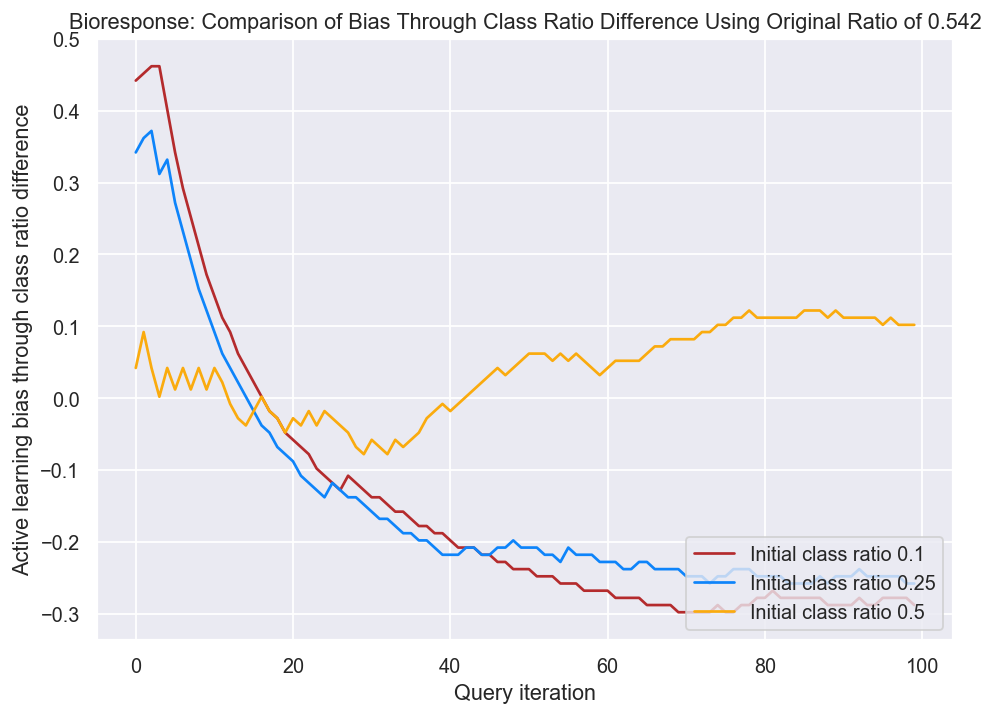 Bioresponse: Comparison of Bias Through Class Ratio Difference Using Original Ratio of 0.542
Active learning bias through class ratio difference
0.5
0.4
0.3
0.2
0.1
0.0
−0.1
−0.2
−0.3
Initial class ratio 0.1
Initial class ratio 0.25
Initial class ratio 0.5
0 20 40 60 80 100
Query iteration